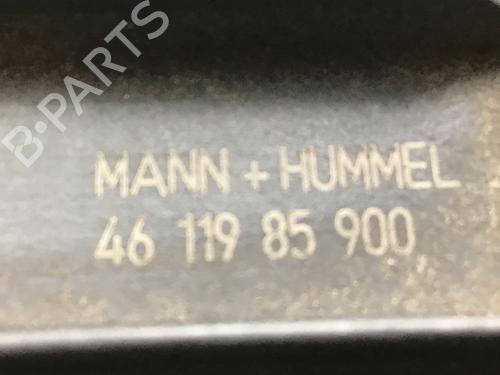 B-PARTS
MANN + HUMMEL
46 119 85 900